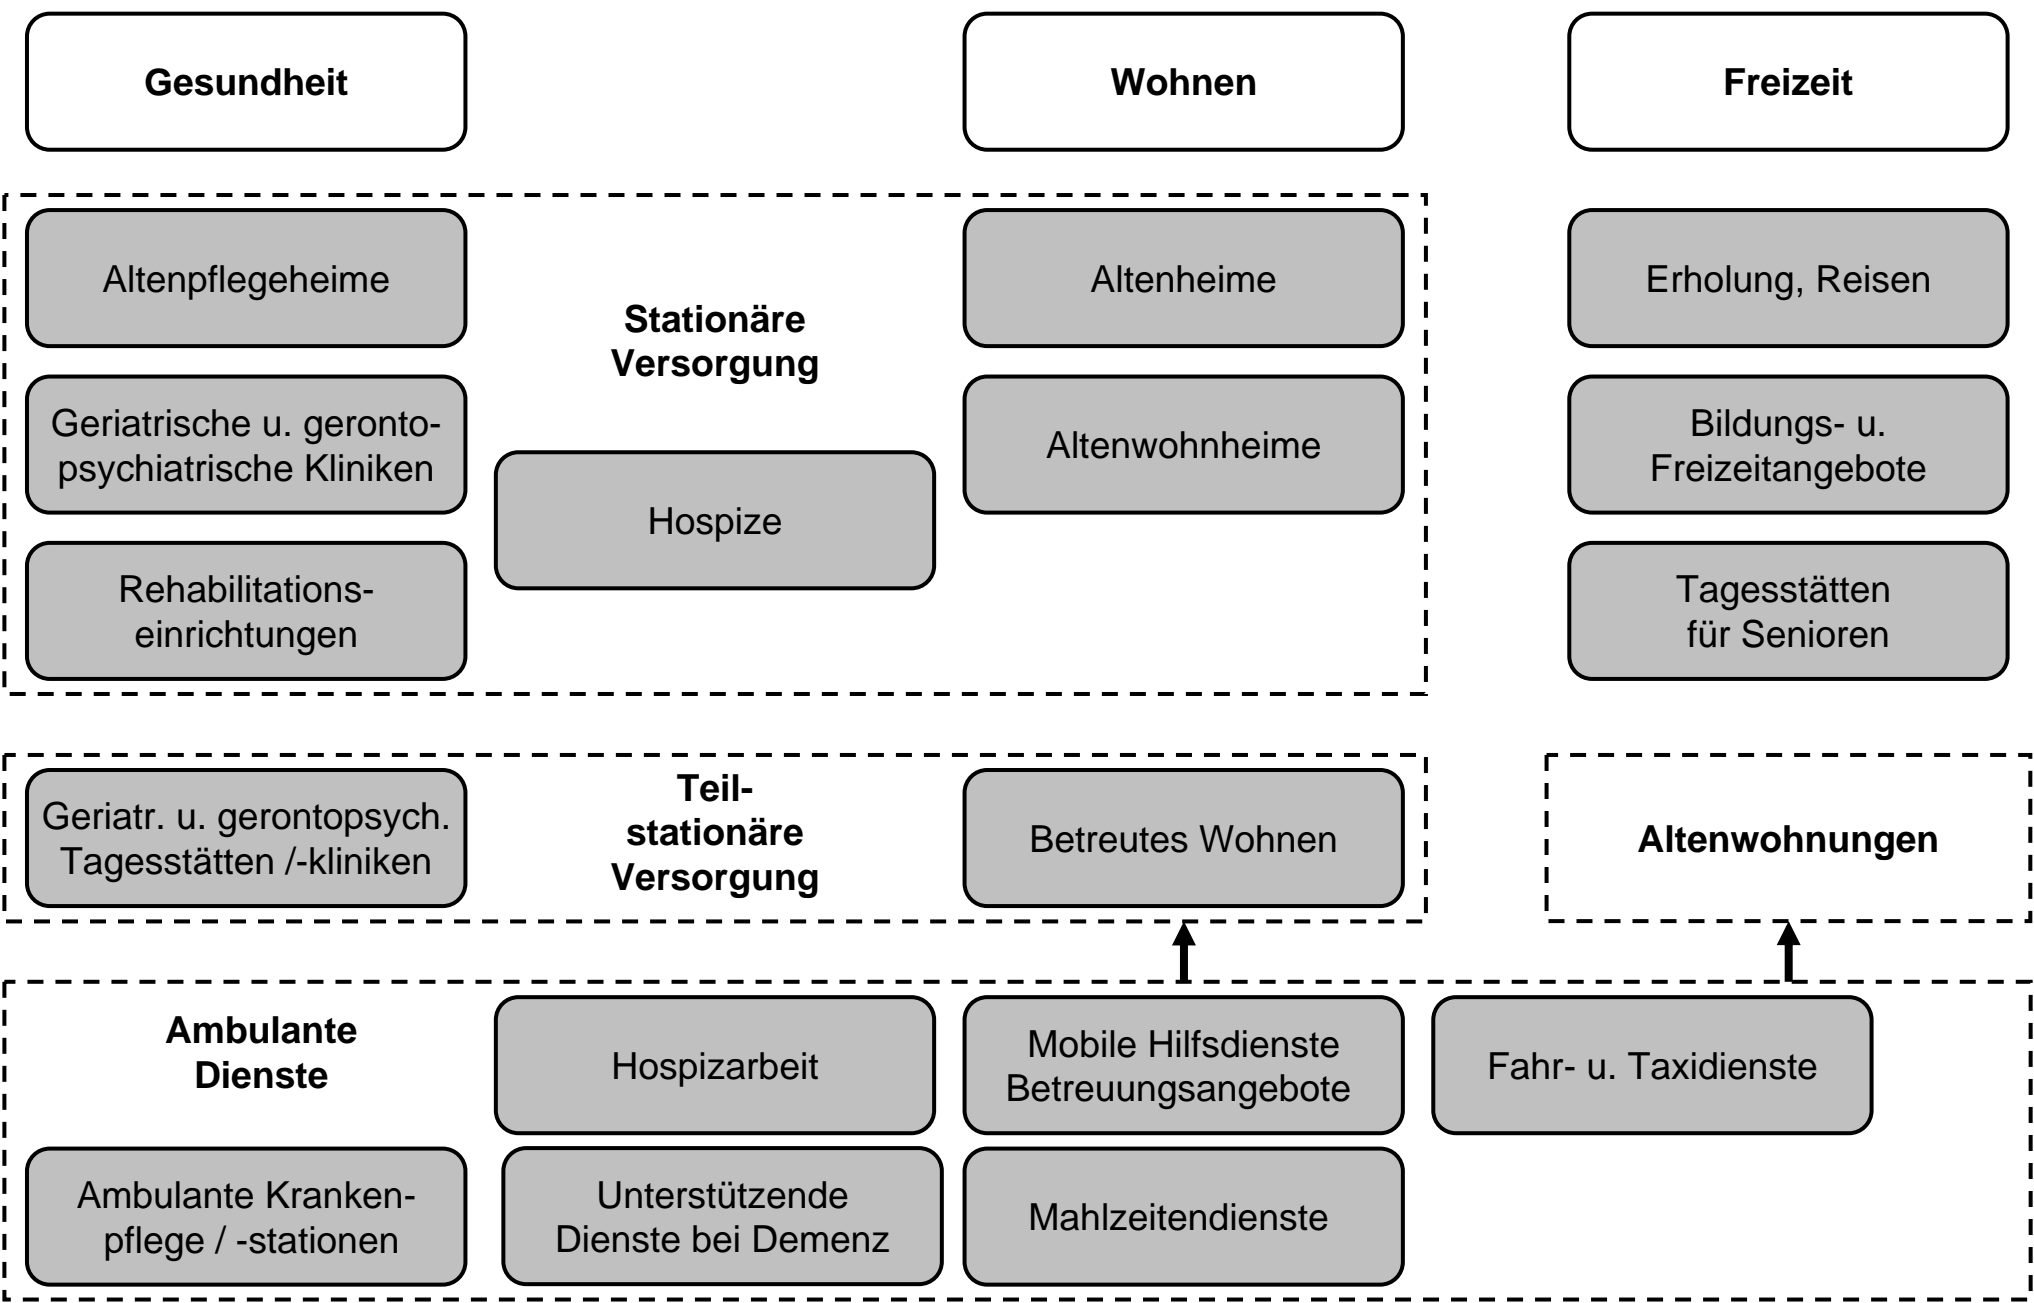 Gesundheit
Wohnen
Freizeit
Altenpflegeheime
Stationäre
Versorgung
Altenheime
Erholung, Reisen
Geriatrische u. geronto-
psychiatrische Kliniken
Hospize
Altenwohnheime
Bildungs- u.
Freizeitangebote
Rehabilitations-
einrichtungen
Tagesstätten
für Senioren
Geriatr. u. gerontopsych.
Tagesstätten /-kliniken
Teil-
stationäre
Versorgung
Betreutes Wohnen
Altenwohnungen
Ambulante
Dienste
Hospizarbeit
Mobile Hilfsdienste
Betreuungsangebote
Fahr- u. Taxidienste
Ambulante Kranken-
pflege / -stationen
Unterstützende
Dienste bei Demenz
Mahlzeitendienste